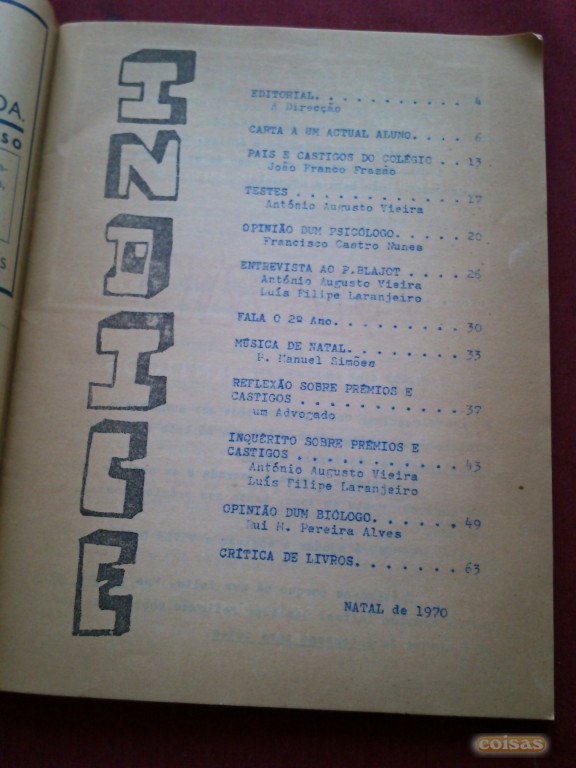 DA.
SO
S
INDICE
EDITORIAL. . . . . . . . . . . 4
A Direcção
CARTA A UM ACTUAL ALUNO. . . . 6
PAIS E CASTIGOS DO COLÉGIO . . 13
João Franco Frazão
TESTES . . . . . . . . . . . . 17
António Augusto Vieira
OPINIÃO DUM PSICÓLOGO. . . . . 20
Francisco Castro Nunes
ENTREVISTA AO P.BLAJOT . . . . 26
António Augusto Vieira
Luís Filipe Laranjeiro
FALA O 2º Ano. . . . . . . . . 30
MÚSICA DE NATAL. . . . . . . . 33
P. Manuel Simões
REFLEXÃO SOBRE PRÉMIOS E
CASTIGOS . . . . . . . . . . . 37
um Advogado
INQUÉRITO SOBRE PRÉMIOS E
CASTIGOS . . . . . . . . . . . 43
António Augusto Vieira
Luís Filipe Laranjeiro
OPINIÃO DUM BIÓLOGO. . . . . . 49
Rui M. Pereira Alves
CRÍTICA DE LIVROS. . . . . . . 63
NATAL de 1970
coisas